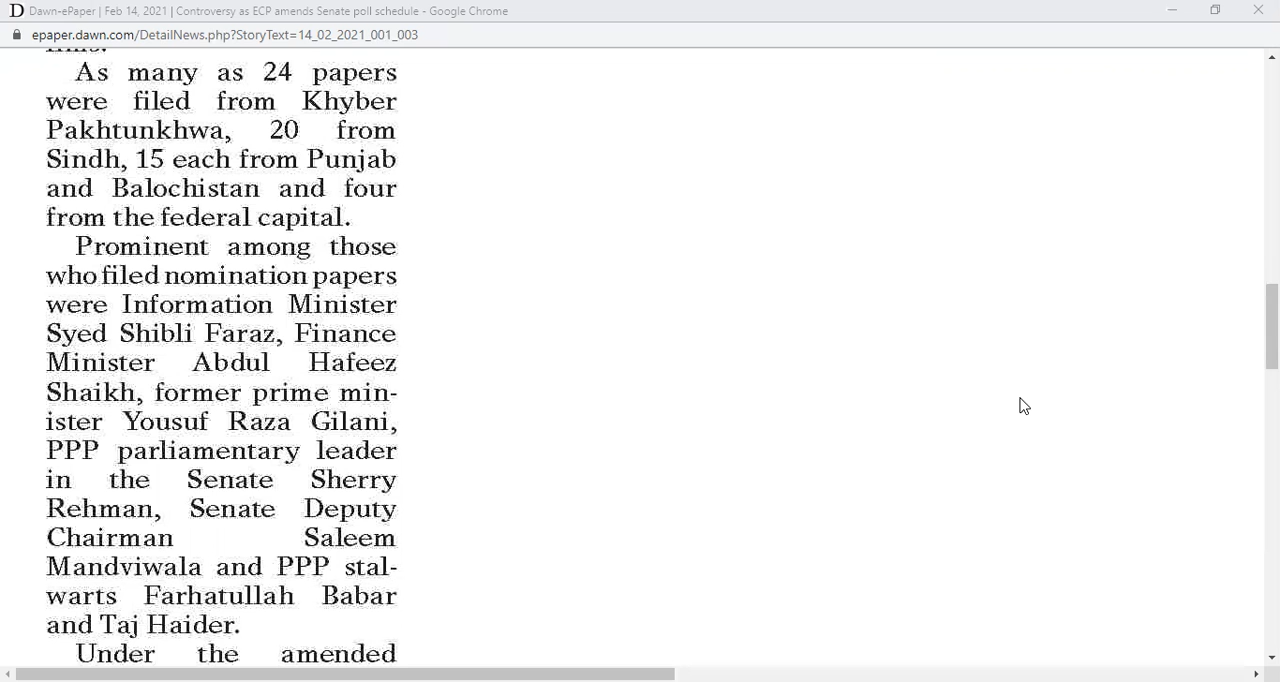 D Dawn-ePaper | Feb 14, 2021 | Controversy as ECP amends Senate poll schedule - Google Chrome
epaper.dawn.com/DetailNews.php?StoryText=14_02_2021_001_003
As many as 24 papers
were filed from Khyber
Pakhtunkhwa, 20 from
Sindh, 15 each from Punjab
and Balochistan and four
from the federal capital.
Prominent among those
who filed nomination papers
were Information Minister
Syed Shibli Faraz, Finance
Minister Abdul Hafeez
Shaikh, former prime min-
ister Yousuf Raza Gilani,
PPP parliamentary leader
in the Senate Sherry
Rehman, Senate Deputy
Chairman Saleem
Mandviwala and PPP stal-
warts Farhatullah Babar
and Taj Haider.
Under the amended